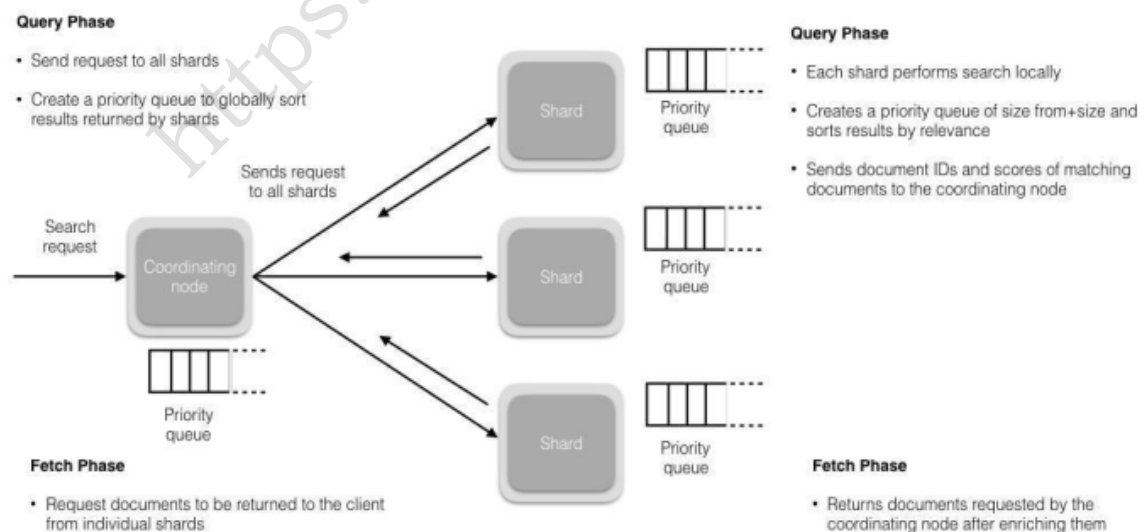 Query Phase
• Send request to all shards
• Create a priority queue to globally sort
results returned by shards
https:
Search
request
Coordinating
node
Priority
queue
Sends request
to all shards
Shard
Priority
queue
Shard
Priority
queue
Shard
Priority
queue
Query Phase
• Each shard performs search locally
• Creates a priority queue of size from+size and
sorts results by relevance
• Sends document IDs and scores of matching
documents to the coordinating node
Fetch Phase
• Request documents to be returned to the client
from individual shards
Fetch Phase
• Returns documents requested by the
coordinating node after enriching them